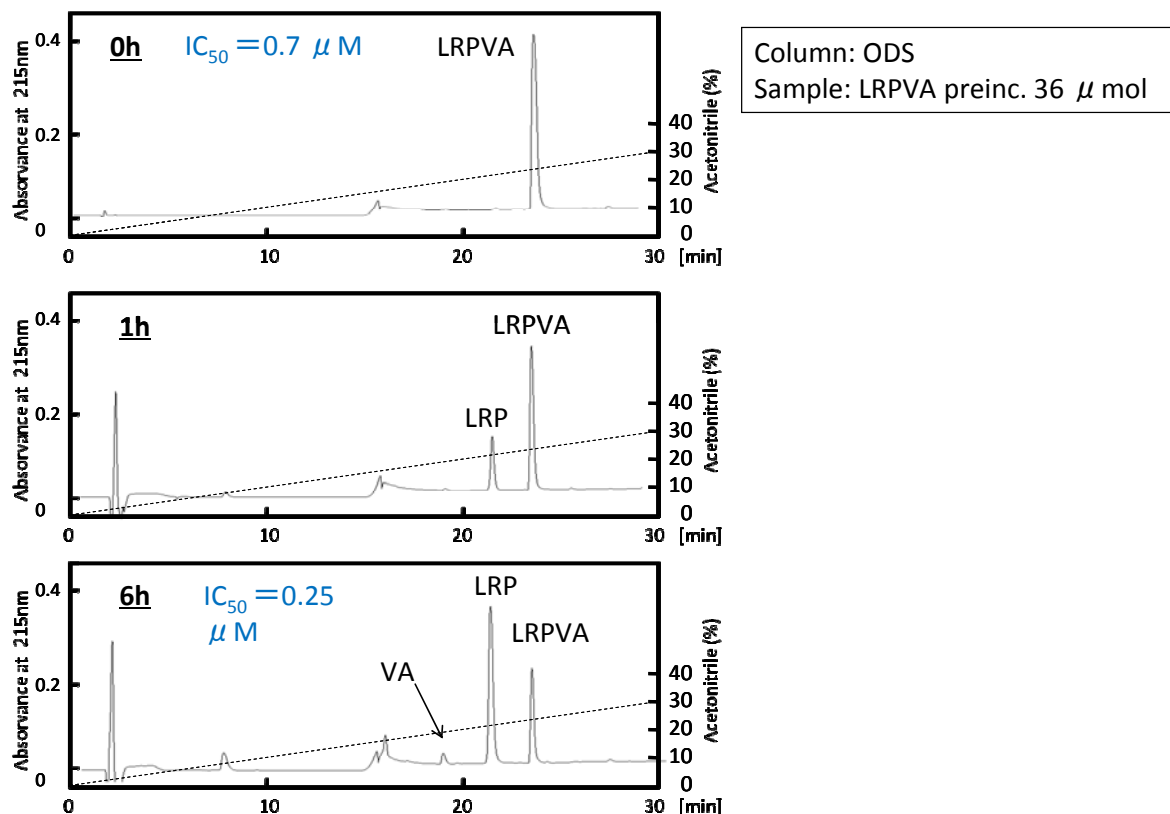 0h
IC50 =0.7 μ M
LRPVA
Column: ODS
Sample: LRPVA preinc. 36 μ mol
Absorvance at 215nm
0.4
0.2
0
40
30
20
10
0
Acetonitrile (%)
0
10
20
30
[min]
1h
LRPVA
LRP
Absorvance at 215nm
0.4
0.2
0
40
30
20
10
0
Acetonitrile (%)
0
10
20
30
[min]
6h
IC50 =0.25
μ M
LRP
LRPVA
VA
Absorvance at 215nm
0.4
0.2
0
40
30
20
10
0
Acetonitrile (%)
0
10
20
30
[min]